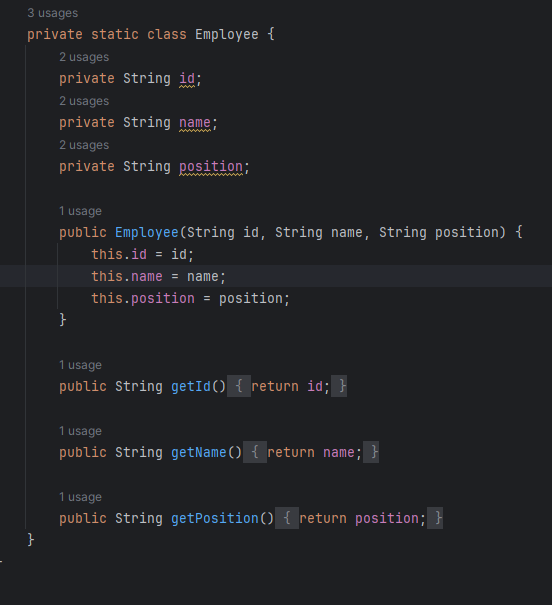 3 usages
private static class Employee {
2 usages
private String id;
2 usages
private String name;
2 usages
private String position;
1 usage
public Employee(String id, String name, String position) {
this.id = id;
this.name = name;
this.position = position;
}
1 usage
public String getId() { return id; }
1 usage
public String getName() { return name; }
1 usage
public String getPosition() { return position; }
}